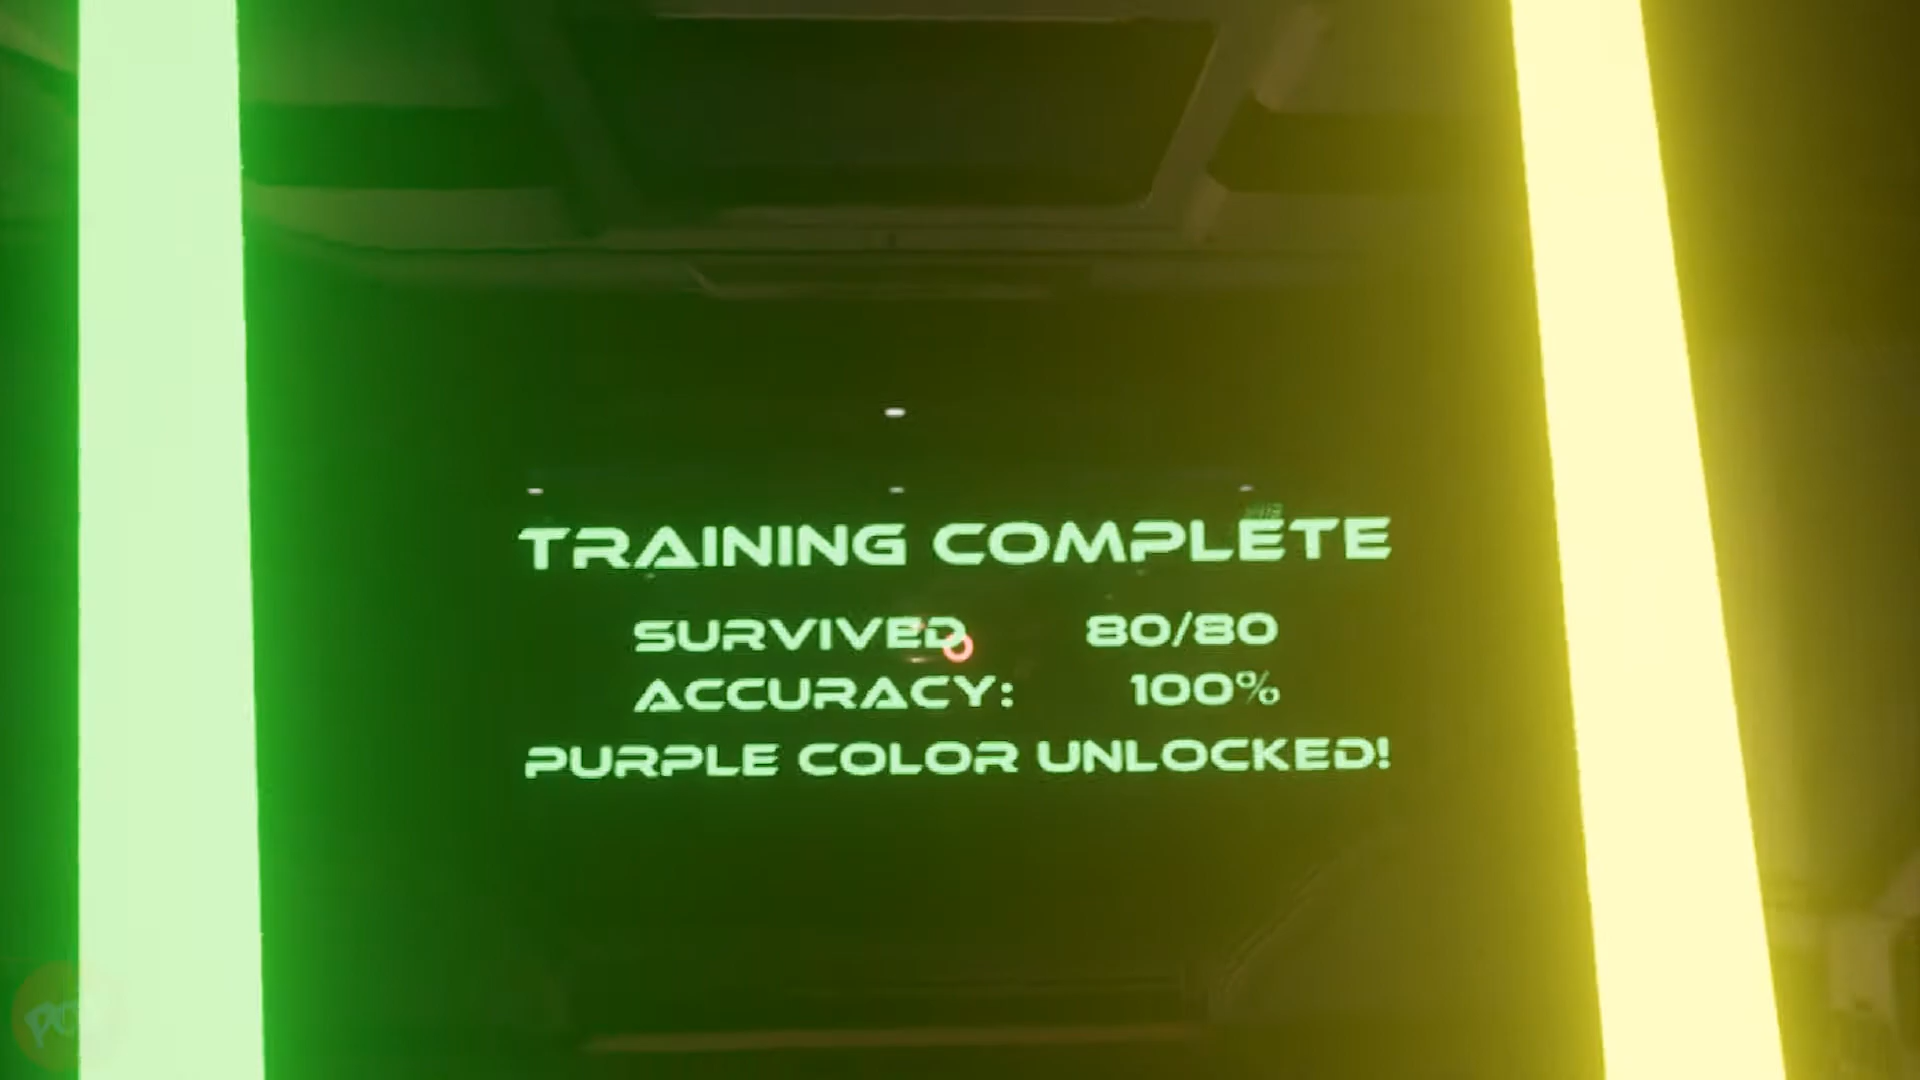 TRAINING COMPLETE
SURVIVED 80/80
ACCURACY: 100%
PURPLE COLOR UNLOCKED!